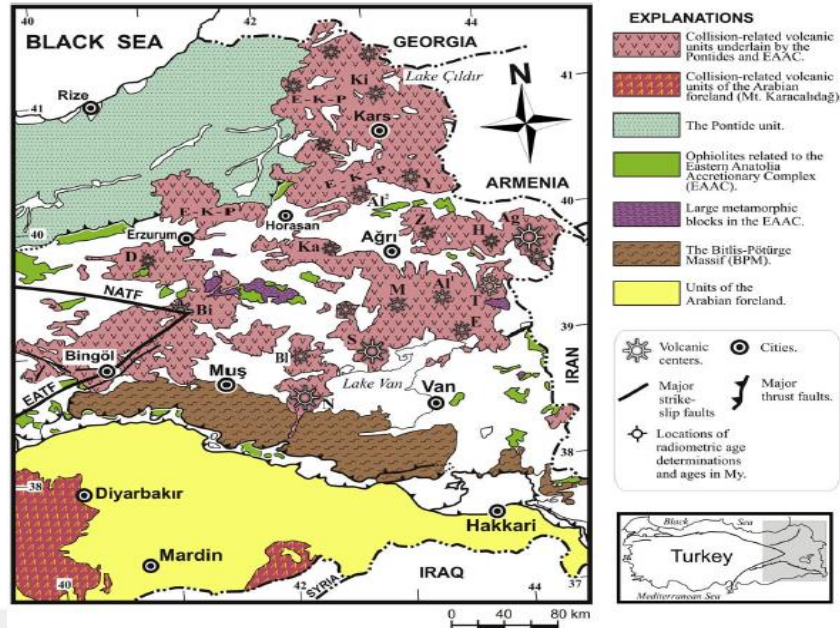 40
42
44
BLACK SEA
GEORGIA
Lake Çıldır
41
Rize
41
Ki
E - K - P
Kars
N
E - K - P
Y
ARMENIA
Al²
40
E - K - P
Horasan
Z
H
Ag
40
Erzurum
Ağrı
Ka
D
NATF
M
Al
T
Bi
E
39
S
Bingöl
Bl
Muş
EATF
Lake Van
Van
N
IRAN
38
38
Diyarbakır
Hakkari
Mardin
SYRIA
IRAQ
40
42
44
37
0 40 80 km
EXPLANATIONS
Collision-related volcanic
units underlain by the
Pontides and EAAC.
Collision-related volcanic
units of the Arabian
foreland (Mt. Karacalıdağ)
The Pontide unit.
Ophiolites related to the
Eastern Anatolia
Accretionary Complex
(EAAC).
Large metamorphic
blocks in the EAAC.
The Bitlis-Pötürge
Massif (BPM).
Units of the
Arabian foreland.
Volcanic
centers.
Cities.
Major
strike-
slip faults
Major
thrust faults.
Locations of
radiometric age
determinations
and ages in My.
Black Sea
Turkey
Mediterranean Sea